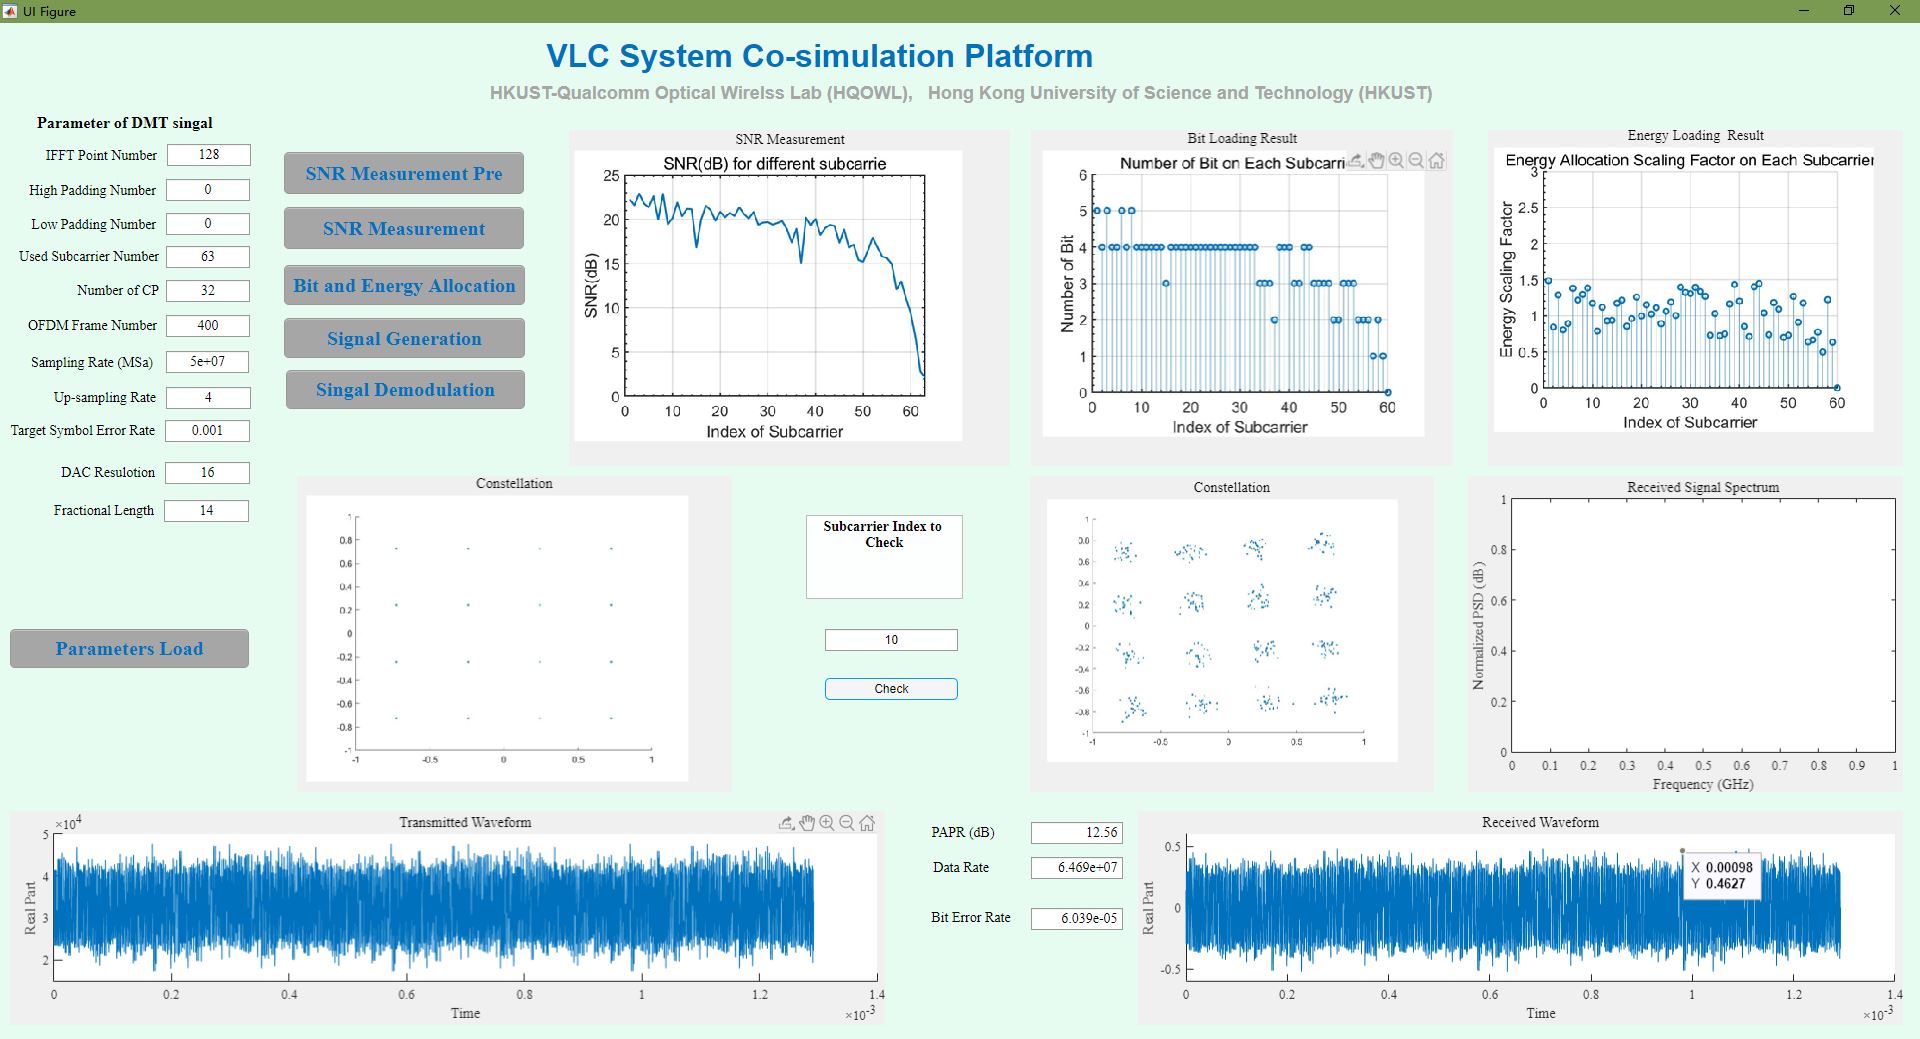 UI Figure
VLC System Co-simulation Platform
HKUST-Qualcomm Optical Wirelss Lab (HQOWL),   Hong Kong University of Science and Technology (HKUST)
Parameter of DMT singal
IFFT Point Number 128
High Padding Number 0
Low Padding Number 0
Used Subcarrier Number 63
Number of CP 32
OFDM Frame Number 400
Sampling Rate (MSa) 5e+07
Up-sampling Rate 4
Target Symbol Error Rate 0.001
DAC Resulotion 16
Fractional Length 14
Parameters Load
SNR Measurement Pre
SNR Measurement
Bit and Energy Allocation
Signal Generation
Singal Demodulation
SNR Measurement
SNR(dB) for different subcarrie
SNR(dB)
25
20
15
10
5
0
0 10 20 30 40 50 60
Index of Subcarrier
Bit Loading Result
Number of Bit on Each Subcarri
Number of Bit
6
5
4
3
2
1
0
0 10 20 30 40 50 60
Index of Subcarrier
Energy Loading  Result
Energy Allocation Scaling Factor on Each Subcarrier
Energy Scaling Factor
3
2.5
2
1.5
1
0.5
0
0 10 20 30 40 50 60
Index of Subcarrier
Constellation
1
0.8
0.6
0.4
0.2
0
-0.2
-0.4
-0.6
-0.8
-1
-1 -0.5 0 0.5 1
Subcarrier Index to
Check
10
Check
Constellation
1
0.8
0.6
0.4
0.2
0
-0.2
-0.4
-0.6
-0.8
-1
-1 -0.5 0 0.5 1
Received Signal Spectrum
Normalized PSD (dB)
1
0.8
0.6
0.4
0.2
0
0 0.1 0.2 0.3 0.4 0.5 0.6 0.7 0.8 0.9 1
Frequency (GHz)
Transmitted Waveform
×10^4
Real Part
5
4
3
2
0 0.2 0.4 0.6 0.8 1 1.2 1.4
Time
×10^-3
PAPR (dB) 12.56
Data Rate 6.469e+07
Bit Error Rate 6.039e-05
Received Waveform
Real Part
0.5
0
-0.5
X 0.00098
Y 0.4627
0 0.2 0.4 0.6 0.8 1 1.2 1.4
Time
×10^-3